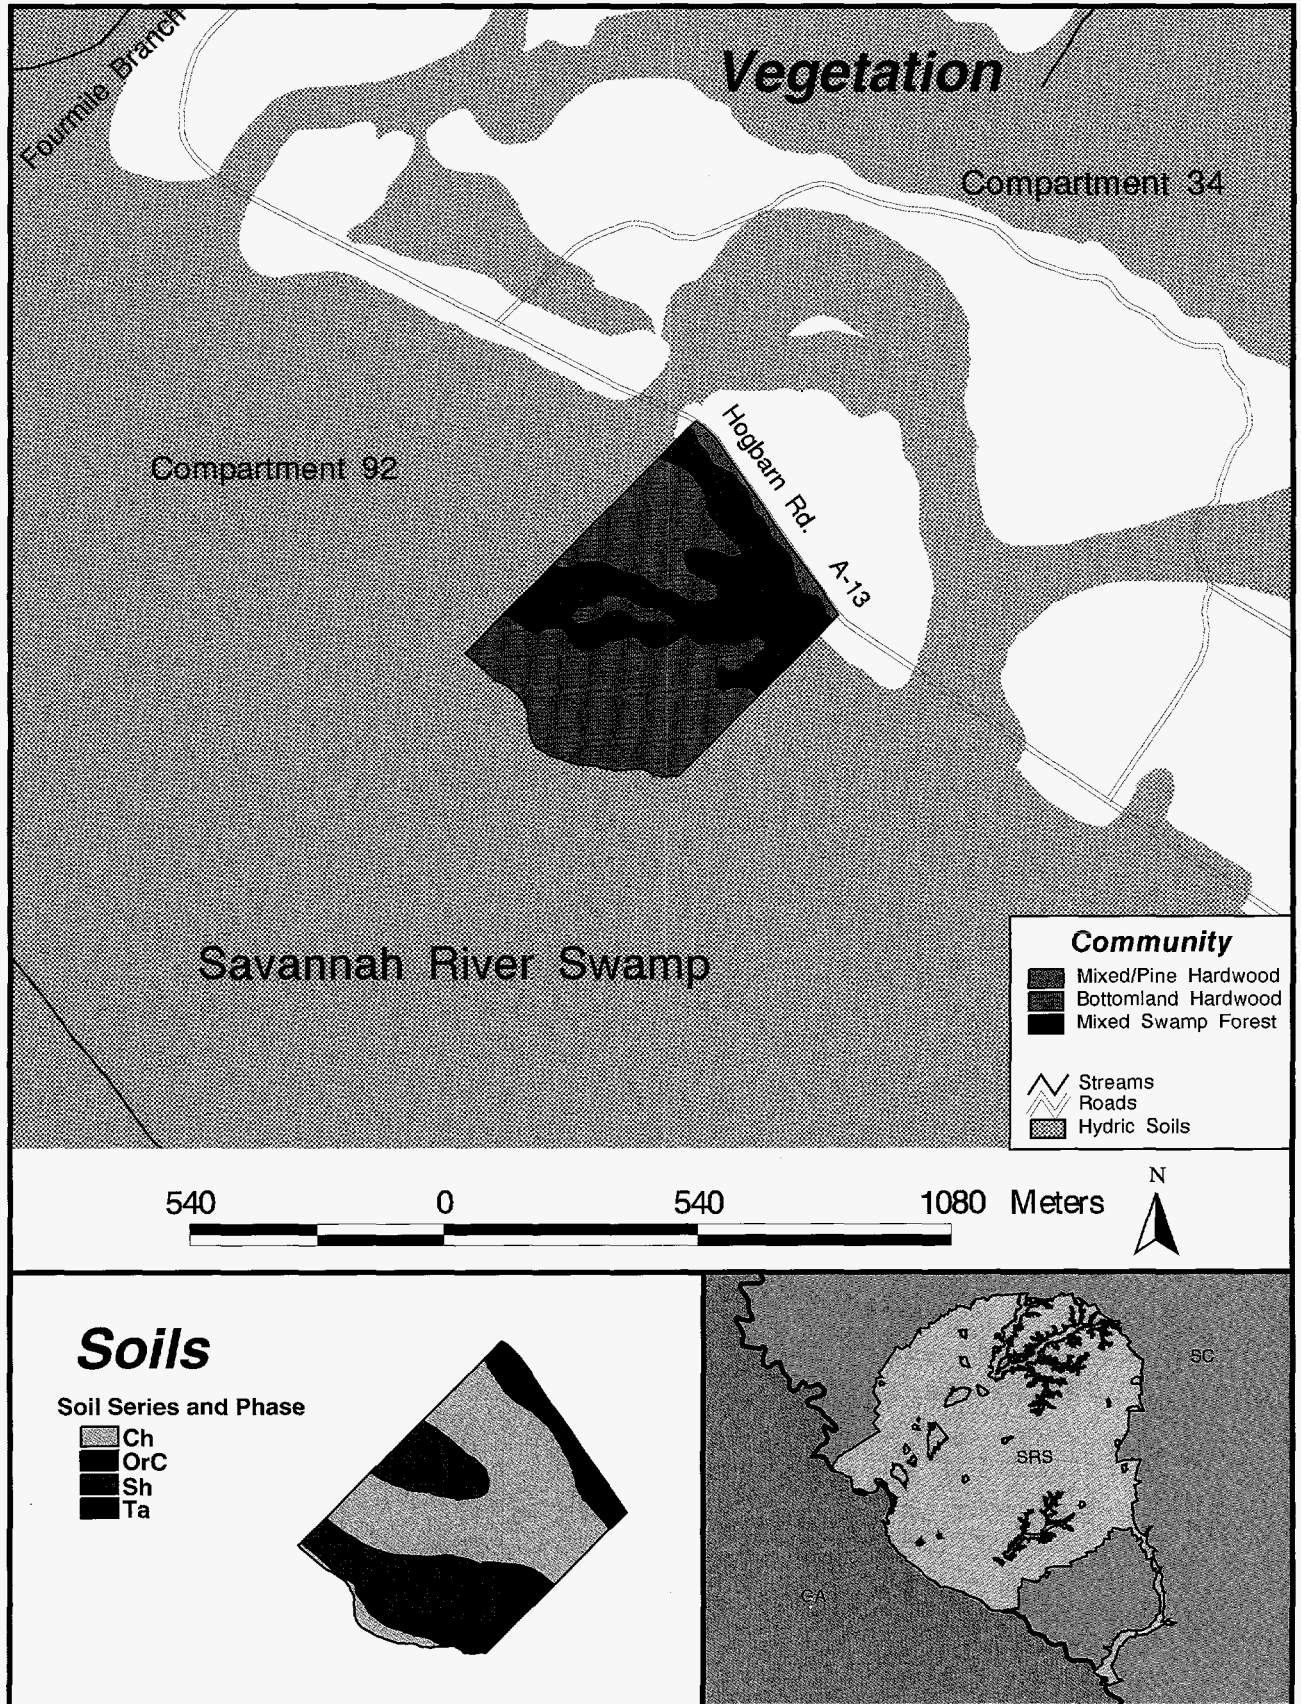 Vegetation
Fourmile Branch
Compartment 34
Hogbarn Rd.
A-13
Compartment 92
Savannah River Swamp
Community
Mixed/Pine Hardwood
Bottomland Hardwood
Mixed Swamp Forest
Streams
Roads
Hydric Soils
540 0 540 1080 Meters
N
Soils
Soil Series and Phase
Ch
OrC
Sh
Ta
SC
SRS
GA